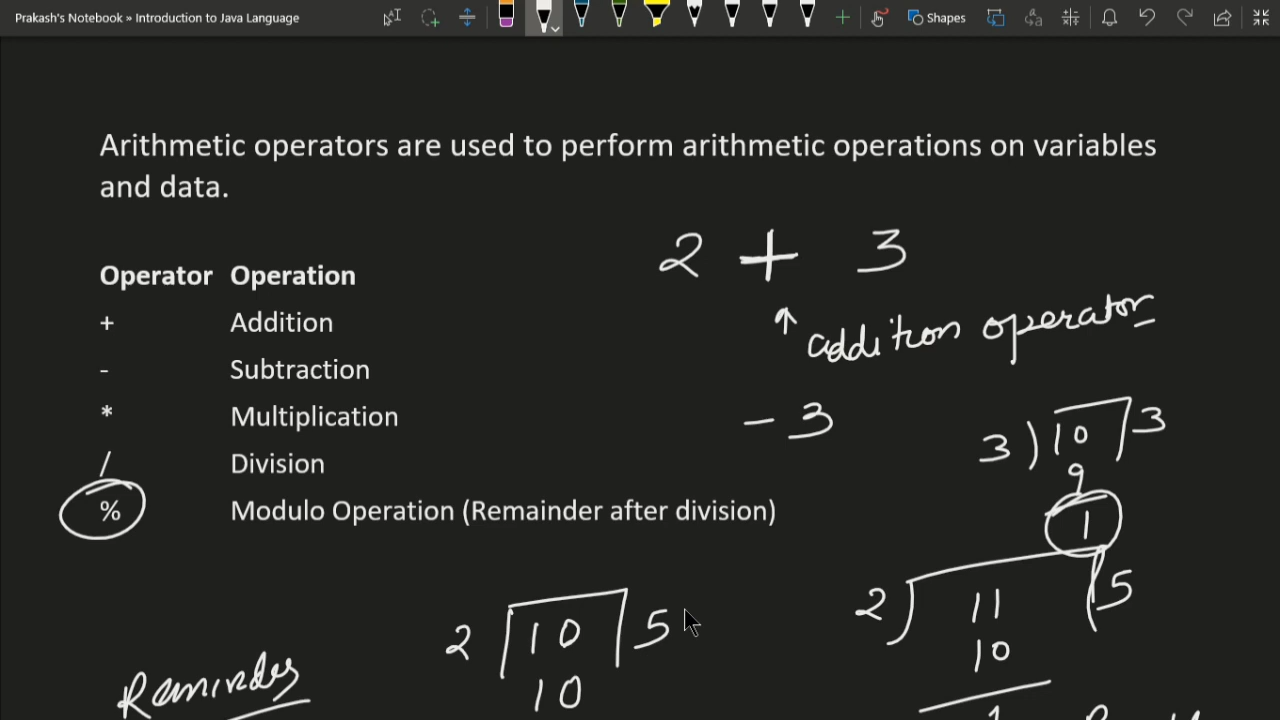 Prakash's Notebook » Introduction to Java Language
Shapes
Arithmetic operators are used to perform arithmetic operations on variables
and data.
2 + 3
Operator Operation
+ Addition
↑ addition operator
- Subtraction
* Multiplication
- 3
3 ) 10 3
/ Division
9
% Modulo Operation (Remainder after division)
1
2 10 5
2 ) 11 5
10
Reminder
10
1